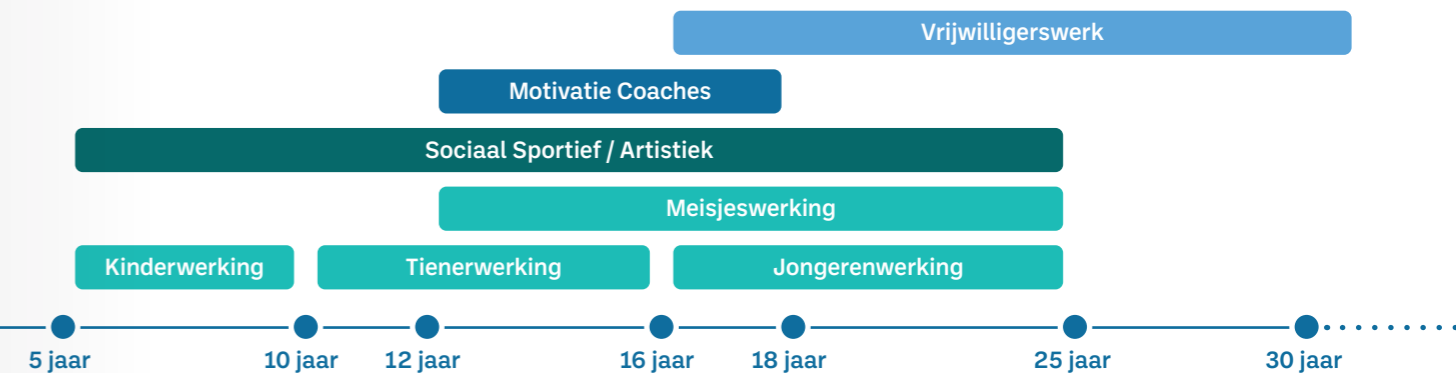 Vrijwilligerswerk
Motivatie Coaches
Sociaal Sportief / Artistiek
Meisjeswerking
Kinderwerking
Tienerwerking
Jongerenwerking
5 jaar
10 jaar
12 jaar
16 jaar
18 jaar
25 jaar
30 jaar